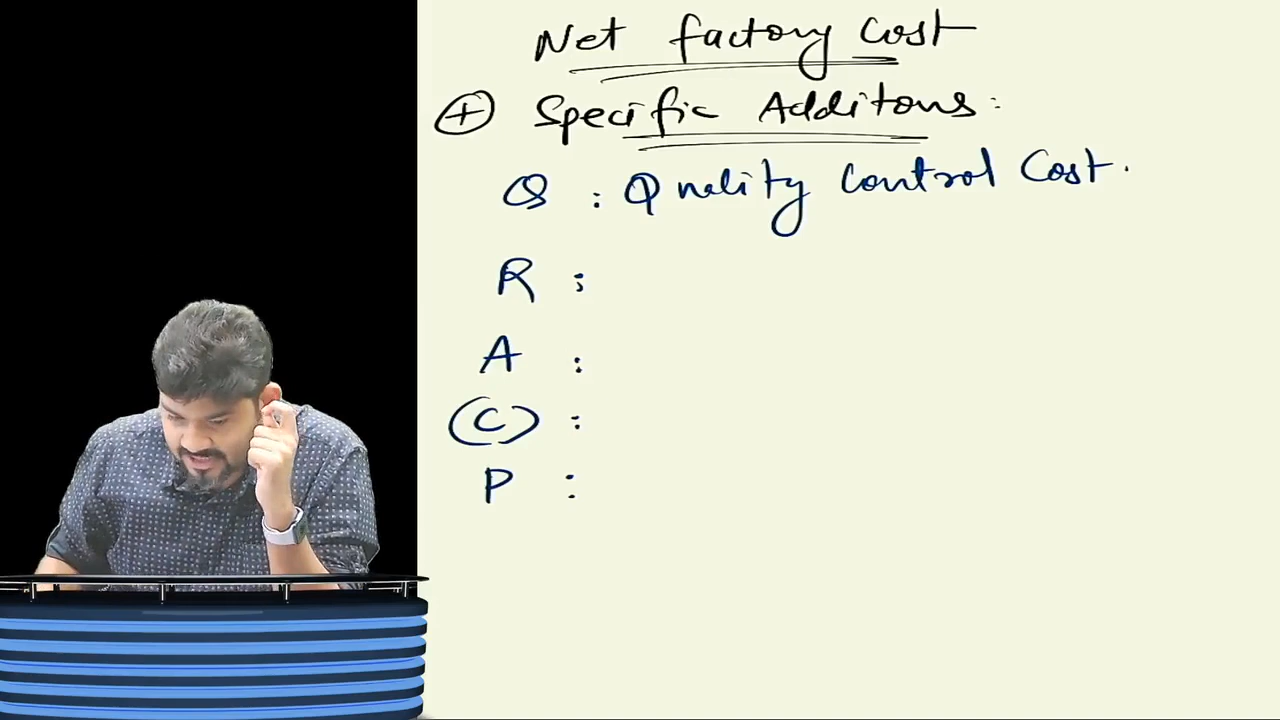 Net factory cost
(+) Specific Additons:
Q : Quality control Cost.
R :
A :
(C) :
P :